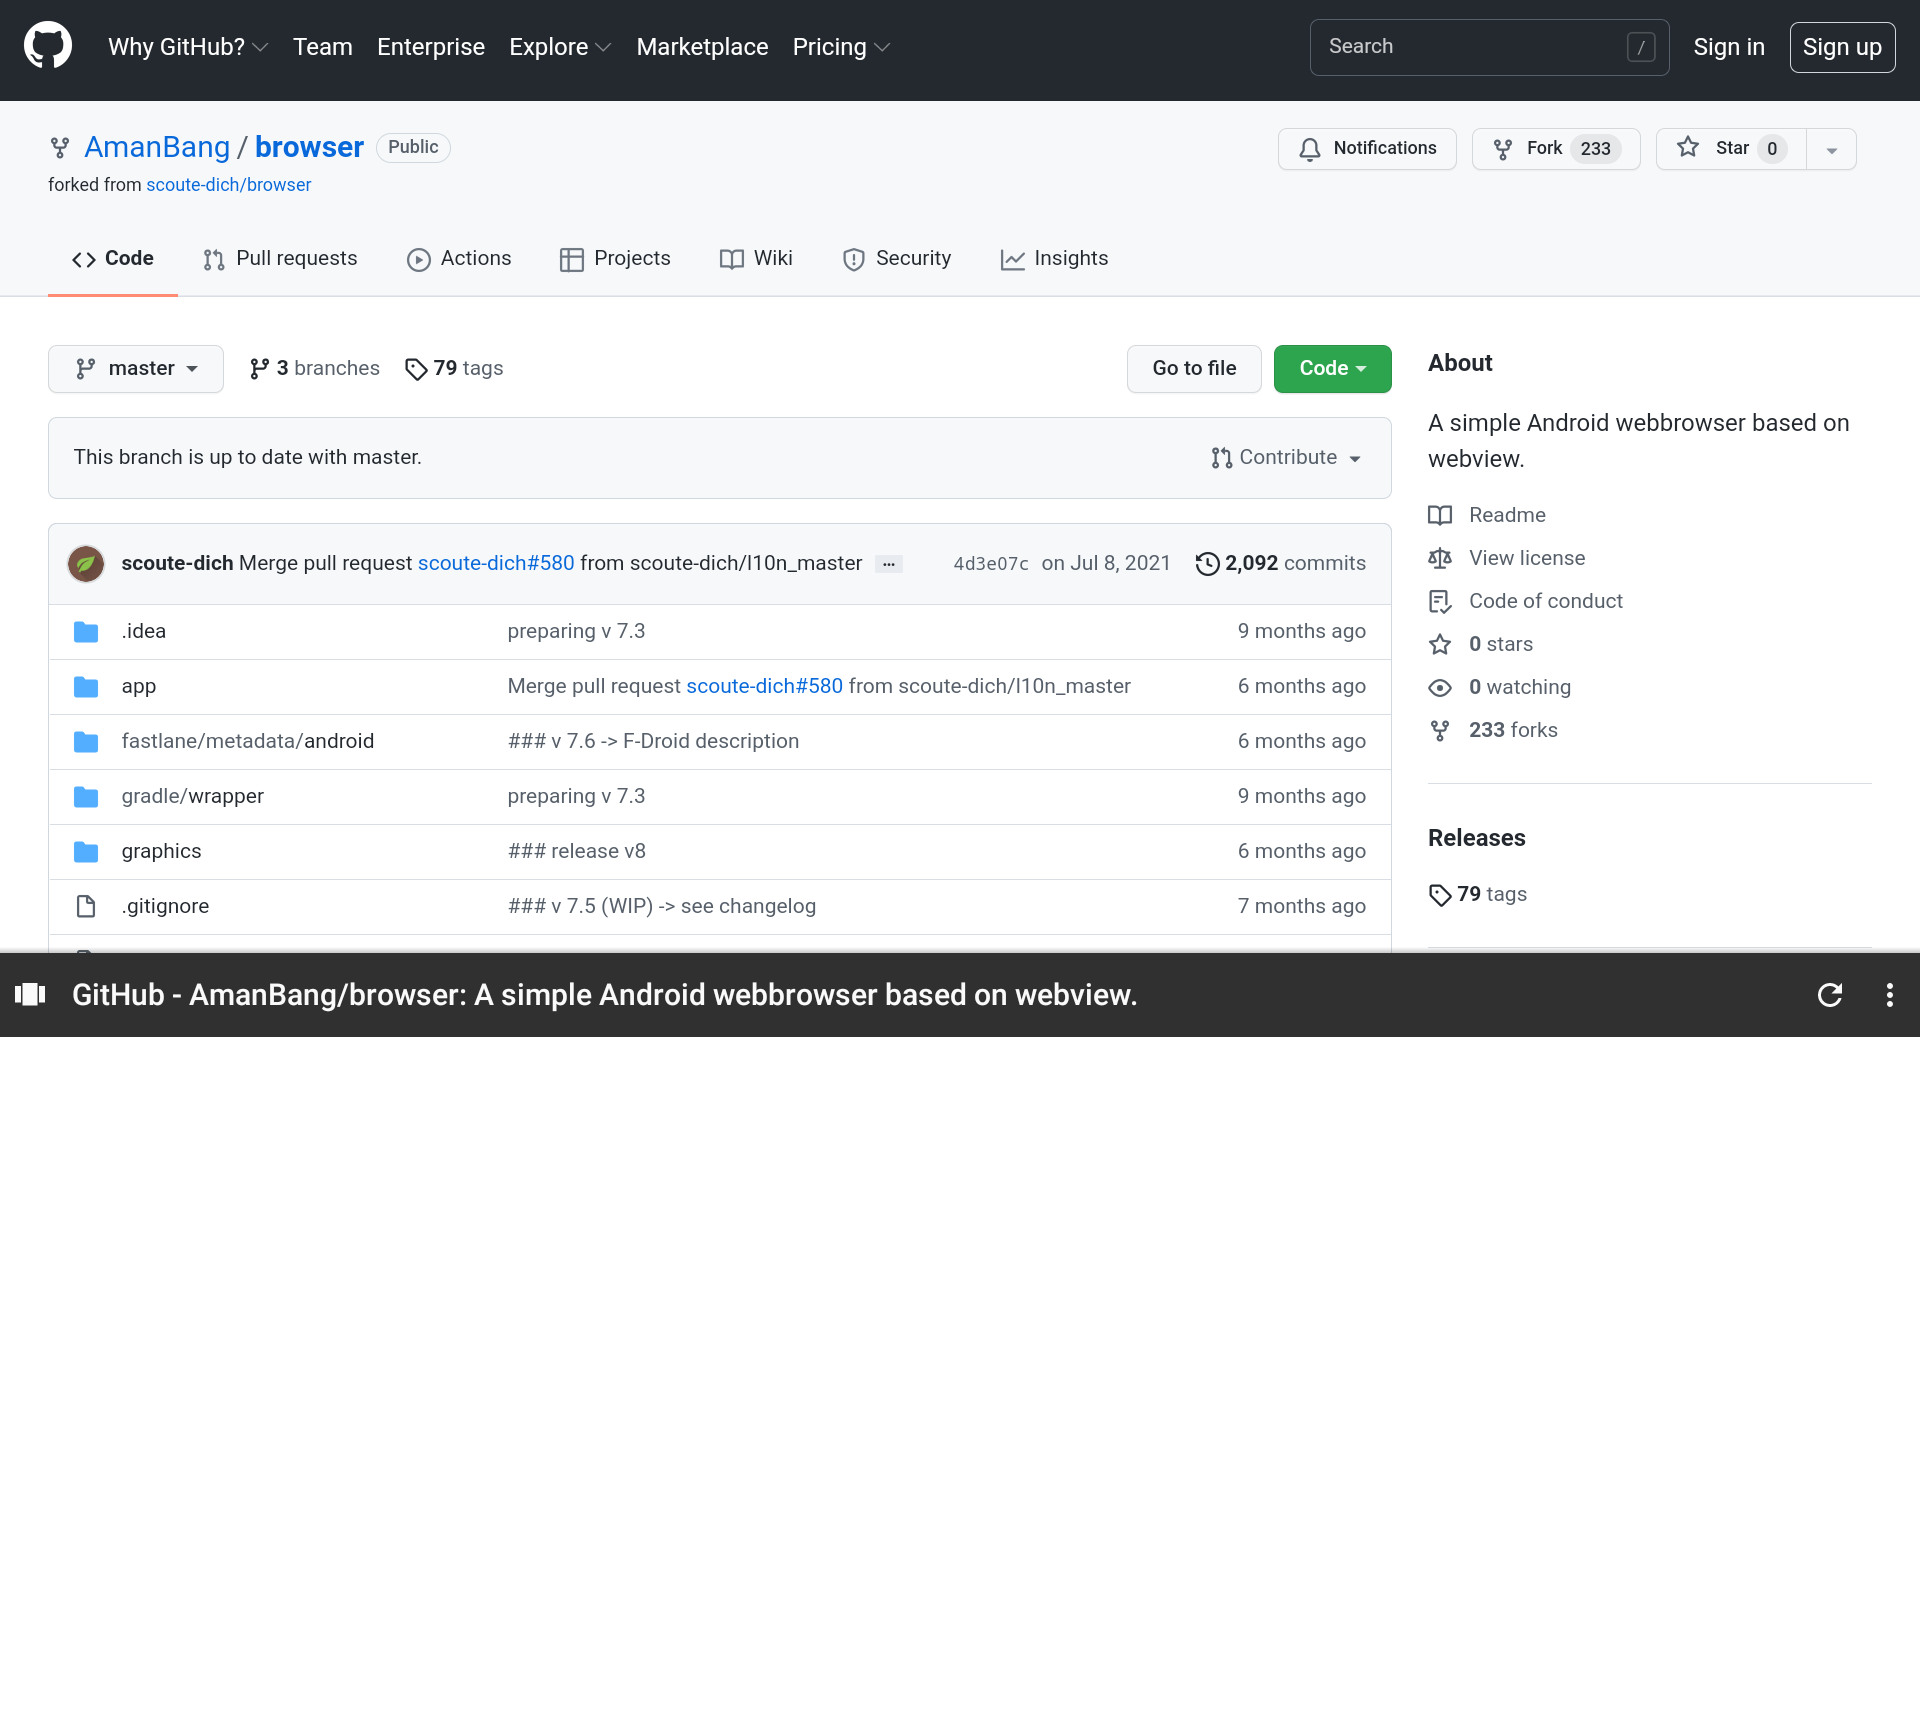 Why GitHub? Team Enterprise Explore Marketplace Pricing Search / Sign in Sign up
AmanBang / browser Public
forked from scoute-dich/browser
Notifications Fork 233 Star 0
Code Pull requests Actions Projects Wiki Security Insights
master 3 branches 79 tags Go to file Code
This branch is up to date with master. Contribute
scoute-dich Merge pull request scoute-dich#580 from scoute-dich/l10n_master ... 4d3e07c on Jul 8, 2021 2,092 commits
.idea preparing v 7.3 9 months ago
app Merge pull request scoute-dich#580 from scoute-dich/l10n_master 6 months ago
fastlane/metadata/android ### v 7.6 -> F-Droid description 6 months ago
gradle/wrapper preparing v 7.3 9 months ago
graphics ### release v8 6 months ago
.gitignore ### v 7.5 (WIP) -> see changelog 7 months ago
About
A simple Android webbrowser based on
webview.
Readme
View license
Code of conduct
0 stars
0 watching
233 forks
Releases
79 tags
GitHub - AmanBang/browser: A simple Android webbrowser based on webview.